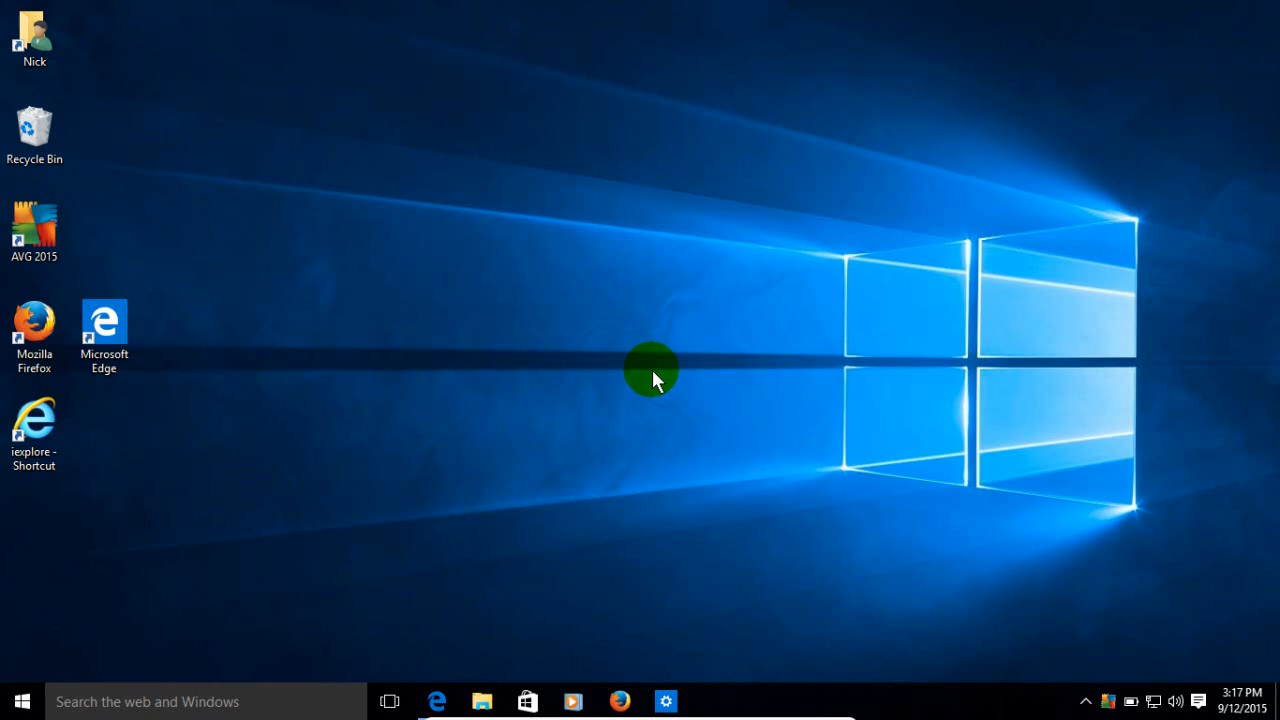 Nick
Recycle Bin
AVG 2015
Mozilla
Firefox
Microsoft
Edge
iexplore -
Shortcut
Search the web and Windows
3:17 PM
9/12/2015